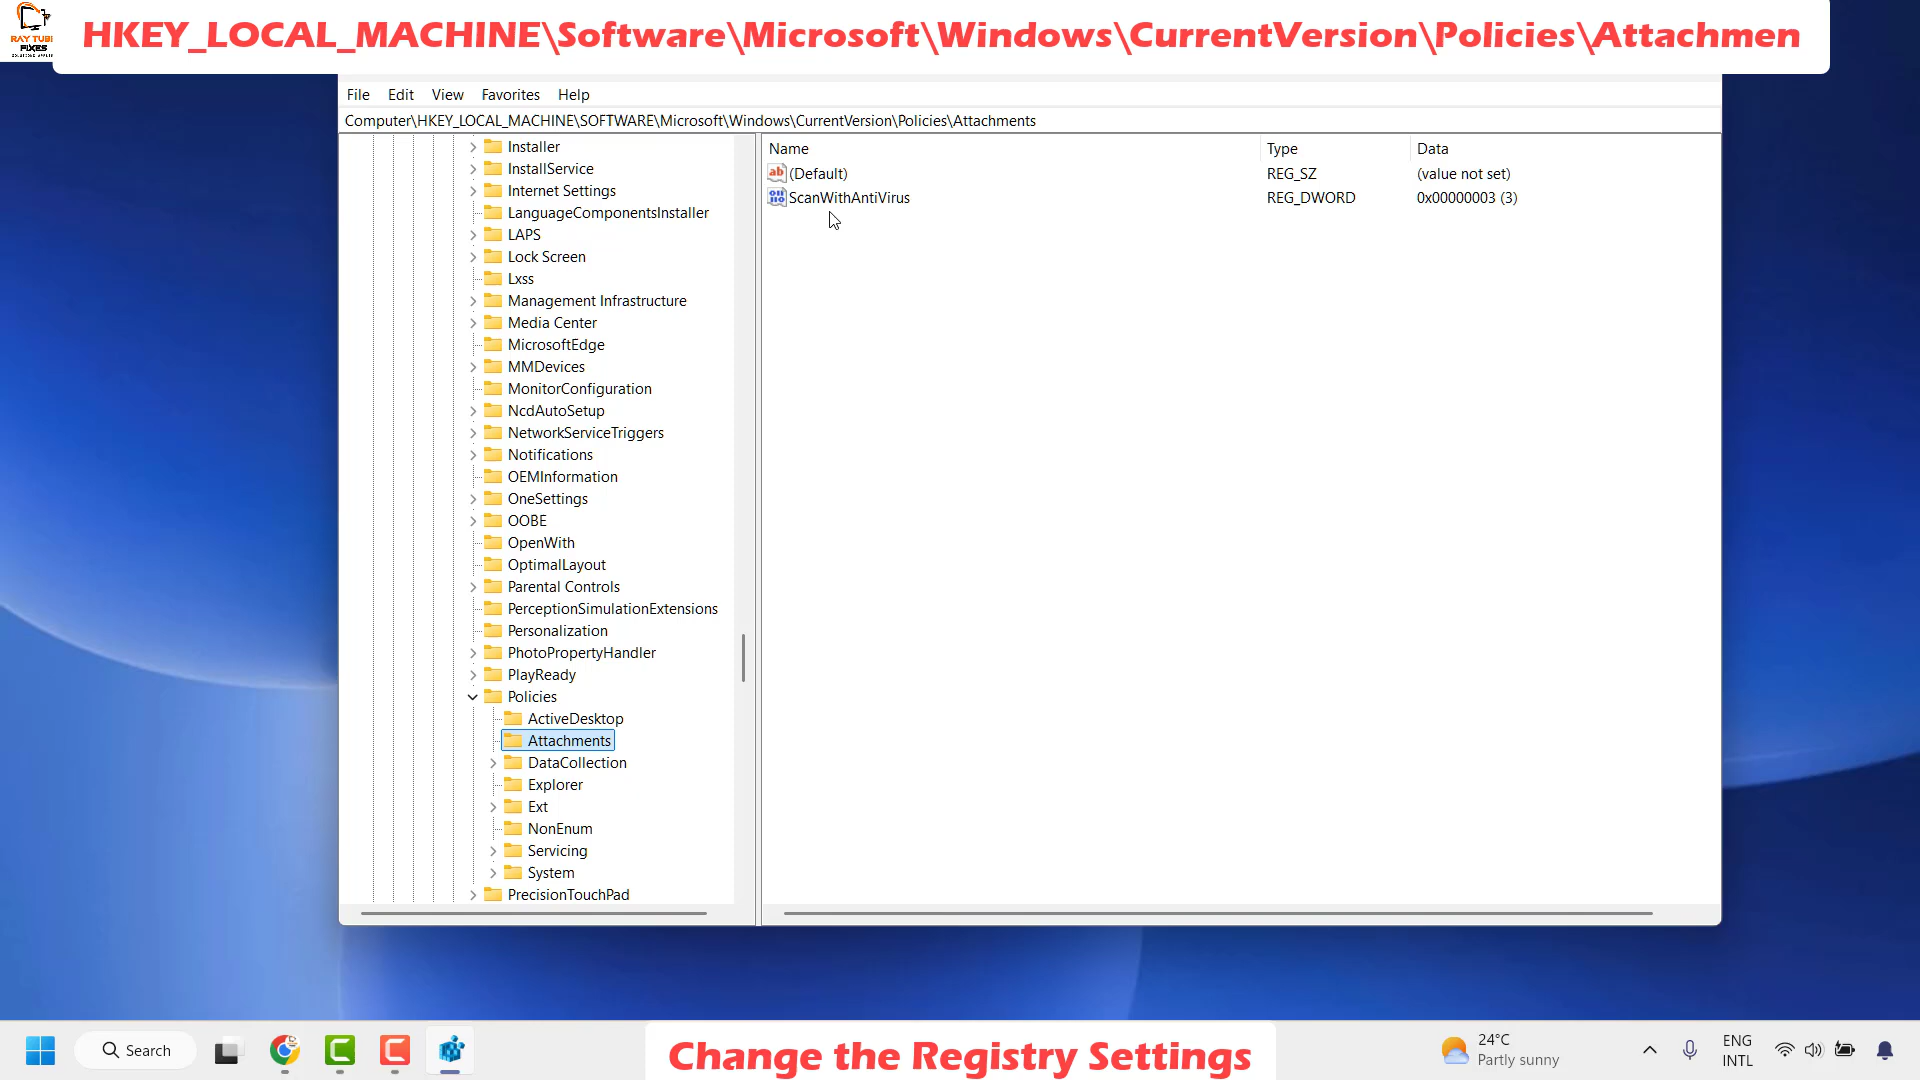 RAY TUBE
FIXES
HKEY_LOCAL_MACHINE\Software\Microsoft\Windows\CurrentVersion\Policies\Attachmen
File Edit View Favorites Help
Computer\HKEY_LOCAL_MACHINE\SOFTWARE\Microsoft\Windows\CurrentVersion\Policies\Attachments
Installer
InstallService
Internet Settings
LanguageComponentsInstaller
LAPS
Lock Screen
Lxss
Management Infrastructure
Media Center
MicrosoftEdge
MMDevices
MonitorConfiguration
NcdAutoSetup
NetworkServiceTriggers
Notifications
OEMInformation
OneSettings
OOBE
OpenWith
OptimalLayout
Parental Controls
PerceptionSimulationExtensions
Personalization
PhotoPropertyHandler
PlayReady
Policies
ActiveDesktop
Attachments
DataCollection
Explorer
Ext
NonEnum
Servicing
System
PrecisionTouchPad
Name Type Data
(Default) REG_SZ (value not set)
ScanWithAntiVirus REG_DWORD 0x00000003 (3)
Search
Change the Registry Settings
24°C
Partly sunny
ENG
INTL